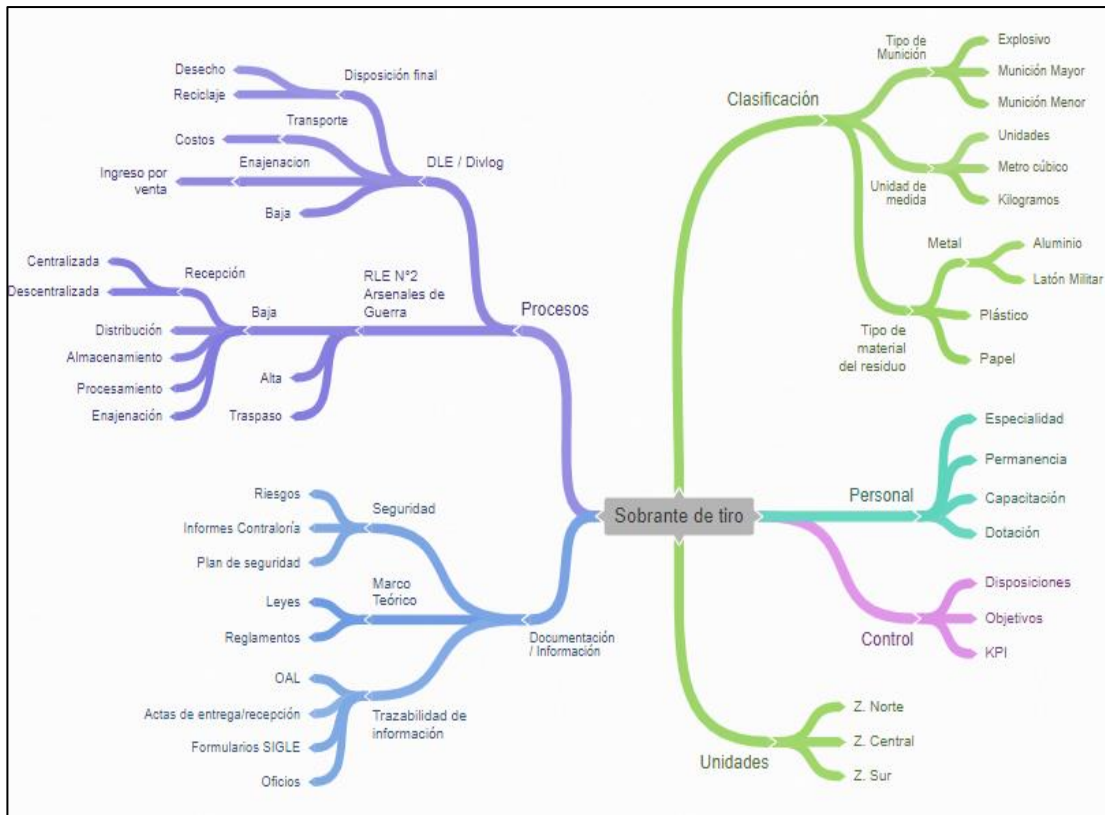 Sobrante de tiro
Clasificación
Tipo de
Munición
Explosivo
Munición Mayor
Munición Menor
Unidad de
medida
Unidades
Metro cúbico
Kilogramos
Tipo de
material
del residuo
Metal
Aluminio
Latón Militar
Plástico
Papel
Personal
Especialidad
Permanencia
Capacitación
Dotación
Control
Disposiciones
Objetivos
KPI
Unidades
Z. Norte
Z. Central
Z. Sur
Procesos
DLE / Divlog
Disposición final
Desecho
Reciclaje
Transporte
Costos
Enajenacion
Ingreso por
venta
Baja
RLE N°2
Arsenales de
Guerra
Baja
Recepción
Centralizada
Descentralizada
Distribución
Almacenamiento
Procesamiento
Enajenación
Alta
Traspaso
Documentación
/ Información
Seguridad
Riesgos
Informes Contraloría
Plan de seguridad
Marco
Teórico
Leyes
Reglamentos
Trazabilidad de
información
OAL
Actas de entrega/recepción
Formularios SIGLE
Oficios